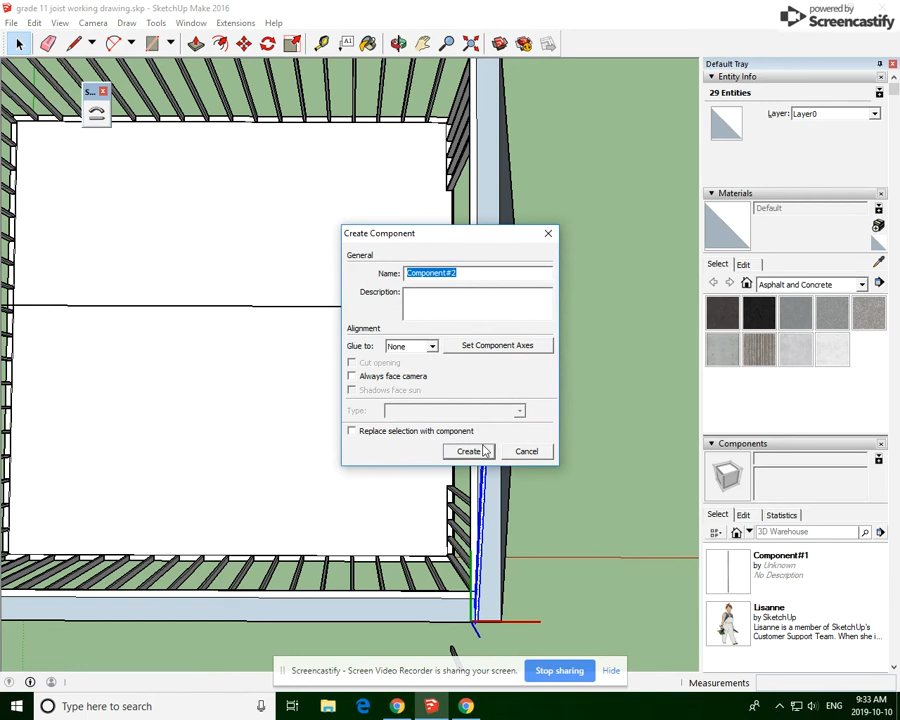 grade 11 joist working drawing.skp - SketchUp Make 2016
powered by
Screencastify
File Edit View Camera Draw Tools Window Extensions Help
S...
Default Tray
Entity Info
29 Entities
Layer: Layer0
Materials
Default
Select Edit
Asphalt and Concrete
Create Component
General
Name: Component#2
Description:
Alignment
Glue to: None Set Component Axes
Cut opening
Always face camera
Shadows face sun
Type:
Replace selection with component
Create Cancel
Components
Select Edit Statistics
3D Warehouse
Component#1
by Unknown
No Description
Lisanne
by SketchUp
Lisanne is a member of SketchUp's
Customer Support Team. When she i...
Screencastify - Screen Video Recorder is sharing your screen. Stop sharing Hide
Measurements
Type here to search
ENG
9:33 AM
2019-10-10